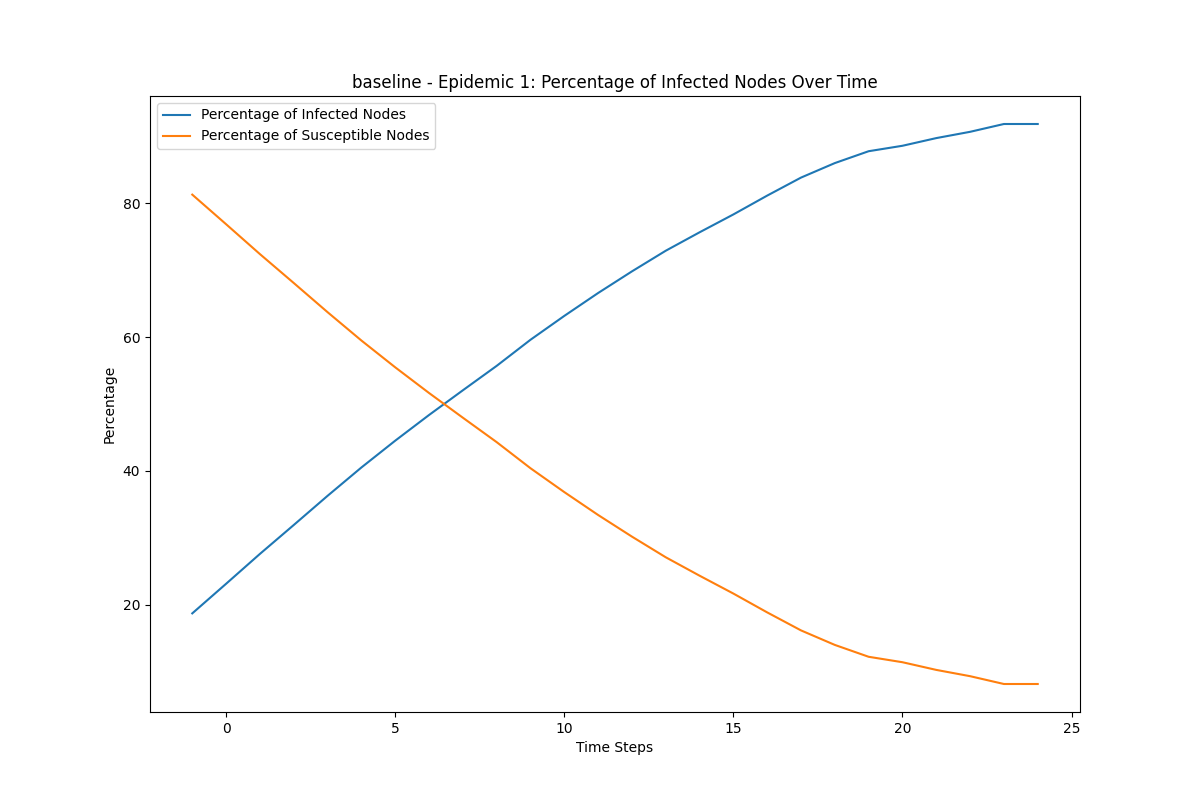 baseline - Epidemic 1: Percentage of Infected Nodes Over Time
Percentage of Infected Nodes
Percentage of Susceptible Nodes
80
60
40
20
Percentage
0 5 10 15 20 25
Time Steps